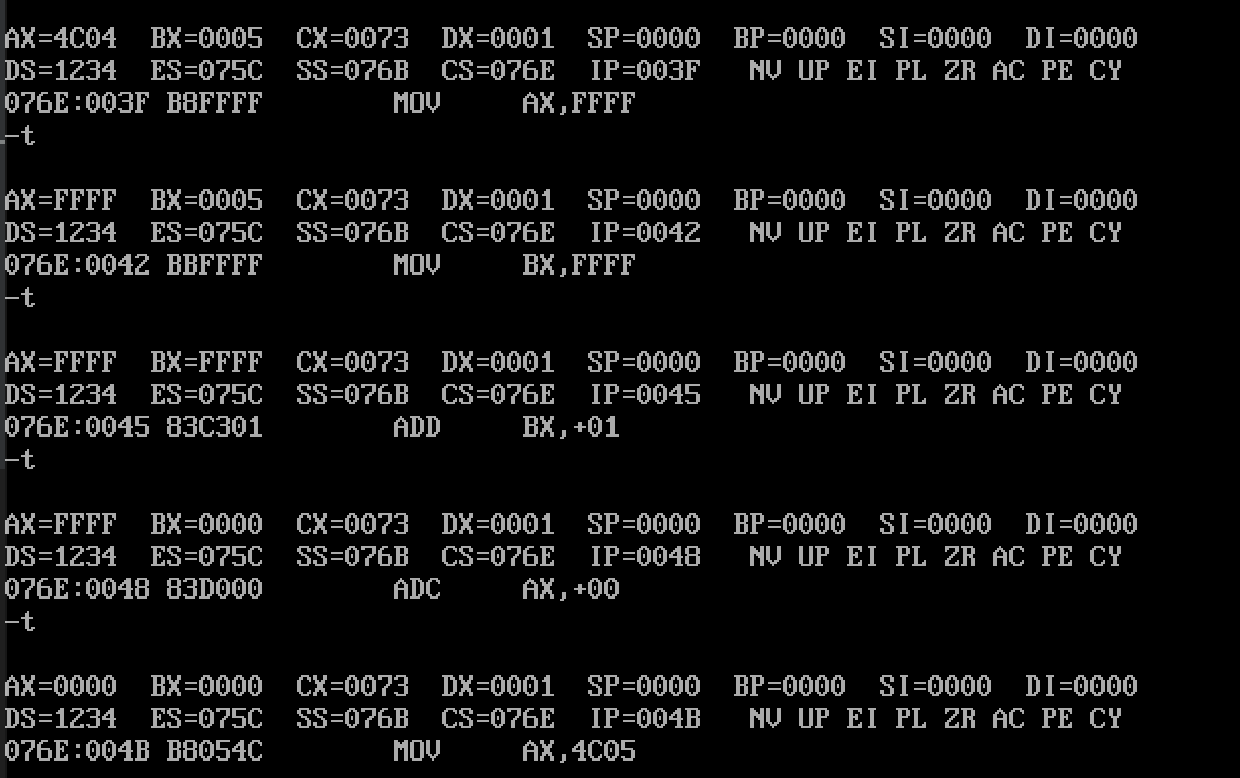 AX=4C04  BX=0005  CX=0073  DX=0001  SP=0000  BP=0000  SI=0000  DI=0000
DS=1234  ES=075C  SS=076B  CS=076E  IP=003F   NV UP EI PL ZR AC PE CY
076E:003F B8FFFF        MOV     AX,FFFF
-t
AX=FFFF  BX=0005  CX=0073  DX=0001  SP=0000  BP=0000  SI=0000  DI=0000
DS=1234  ES=075C  SS=076B  CS=076E  IP=0042   NV UP EI PL ZR AC PE CY
076E:0042 BBFFFF        MOV     BX,FFFF
-t
AX=FFFF  BX=FFFF  CX=0073  DX=0001  SP=0000  BP=0000  SI=0000  DI=0000
DS=1234  ES=075C  SS=076B  CS=076E  IP=0045   NV UP EI PL ZR AC PE CY
076E:0045 83C301        ADD     BX,+01
-t
AX=FFFF  BX=0000  CX=0073  DX=0001  SP=0000  BP=0000  SI=0000  DI=0000
DS=1234  ES=075C  SS=076B  CS=076E  IP=0048   NV UP EI PL ZR AC PE CY
076E:0048 83D000        ADC     AX,+00
-t
AX=0000  BX=0000  CX=0073  DX=0001  SP=0000  BP=0000  SI=0000  DI=0000
DS=1234  ES=075C  SS=076B  CS=076E  IP=004B   NV UP EI PL ZR AC PE CY
076E:004B B8054C        MOV     AX,4C05